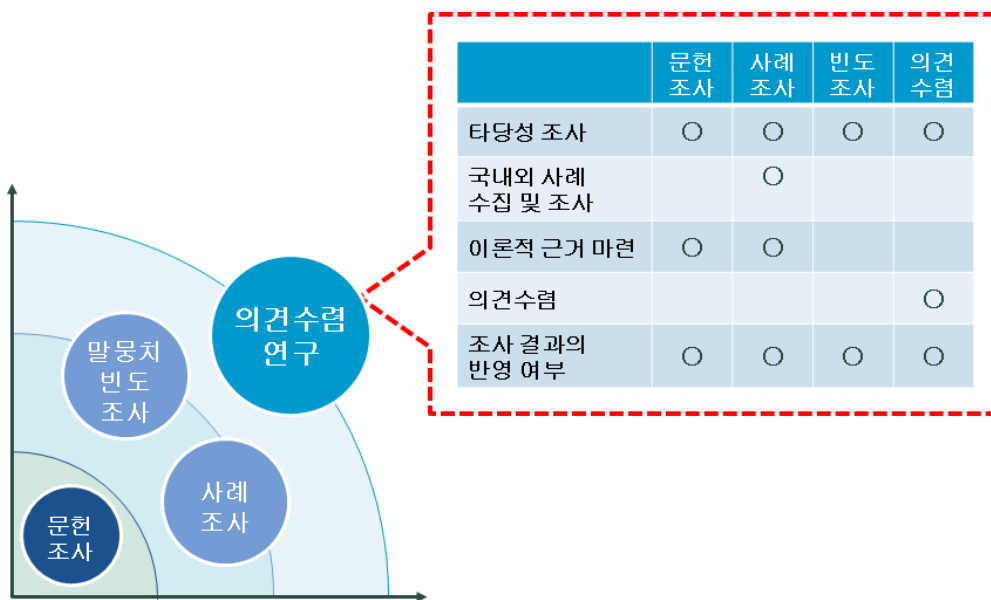 문헌 조사
사례 조사
빈도 조사
의견 수렴
타당성 조사 ○ ○ ○ ○
국내외 사례
수집 및 조사 ○
이론적 근거 마련 ○ ○
의견수렴 ○
조사 결과의
반영 여부 ○ ○ ○ ○
의견수렴
연구
말뭉치
빈도
조사
사례
조사
문헌
조사